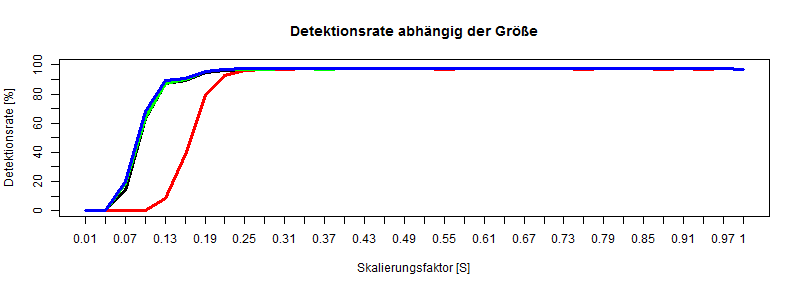 Detektionsrate abhängig der Größe
Detektionsrate [%]
100
80
60
40
20
0
0.01 0.07 0.13 0.19 0.25 0.31 0.37 0.43 0.49 0.55 0.61 0.67 0.73 0.79 0.85 0.91 0.97 1
Skalierungsfaktor [S]